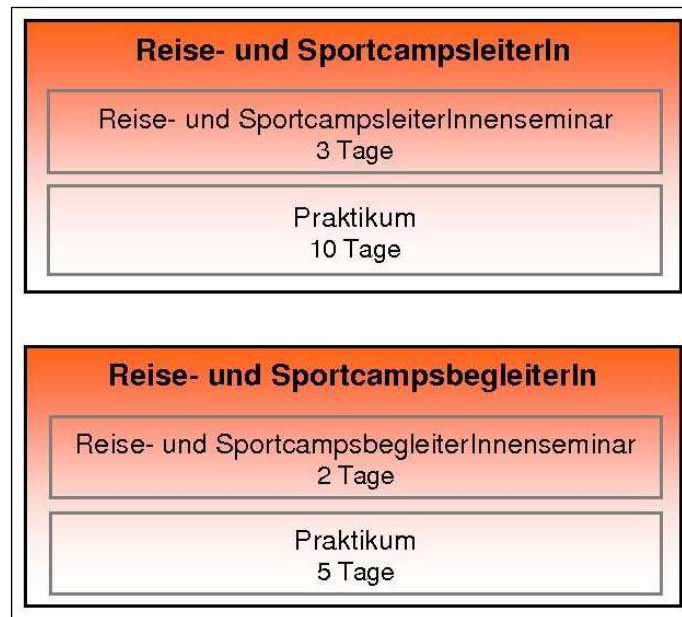 Reise- und SportcampsleiterIn
Reise- und SportcampsleiterInnenseminar
3 Tage
Praktikum
10 Tage
Reise- und SportcampsbegleiterIn
Reise- und SportcampsbegleiterInnenseminar
2 Tage
Praktikum
5 Tage